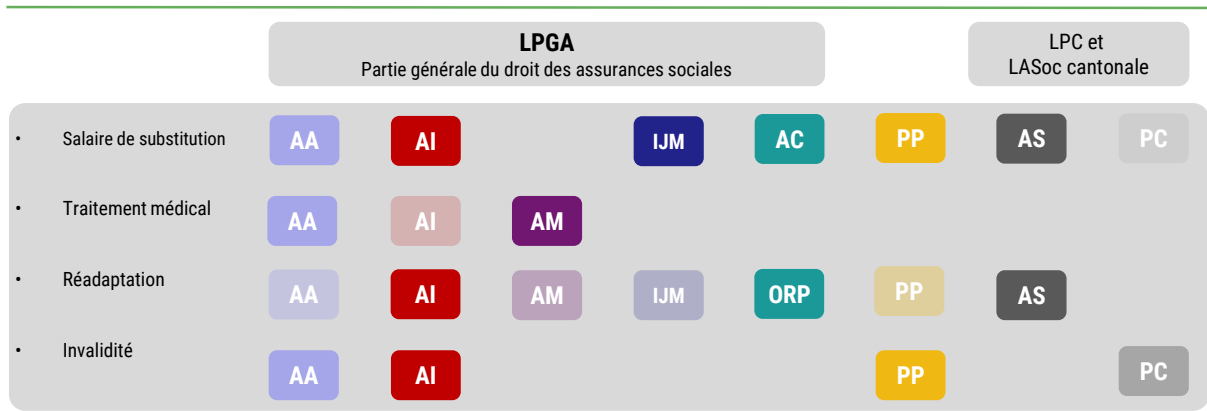 LPGA
Partie générale du droit des assurances sociales
LPC et
LASoc cantonale
• Salaire de substitution AA AI IJM AC PP AS PC
• Traitement médical AA AI AM
• Réadaptation AA AI AM IJM ORP PP AS
• Invalidité AA AI PP PC